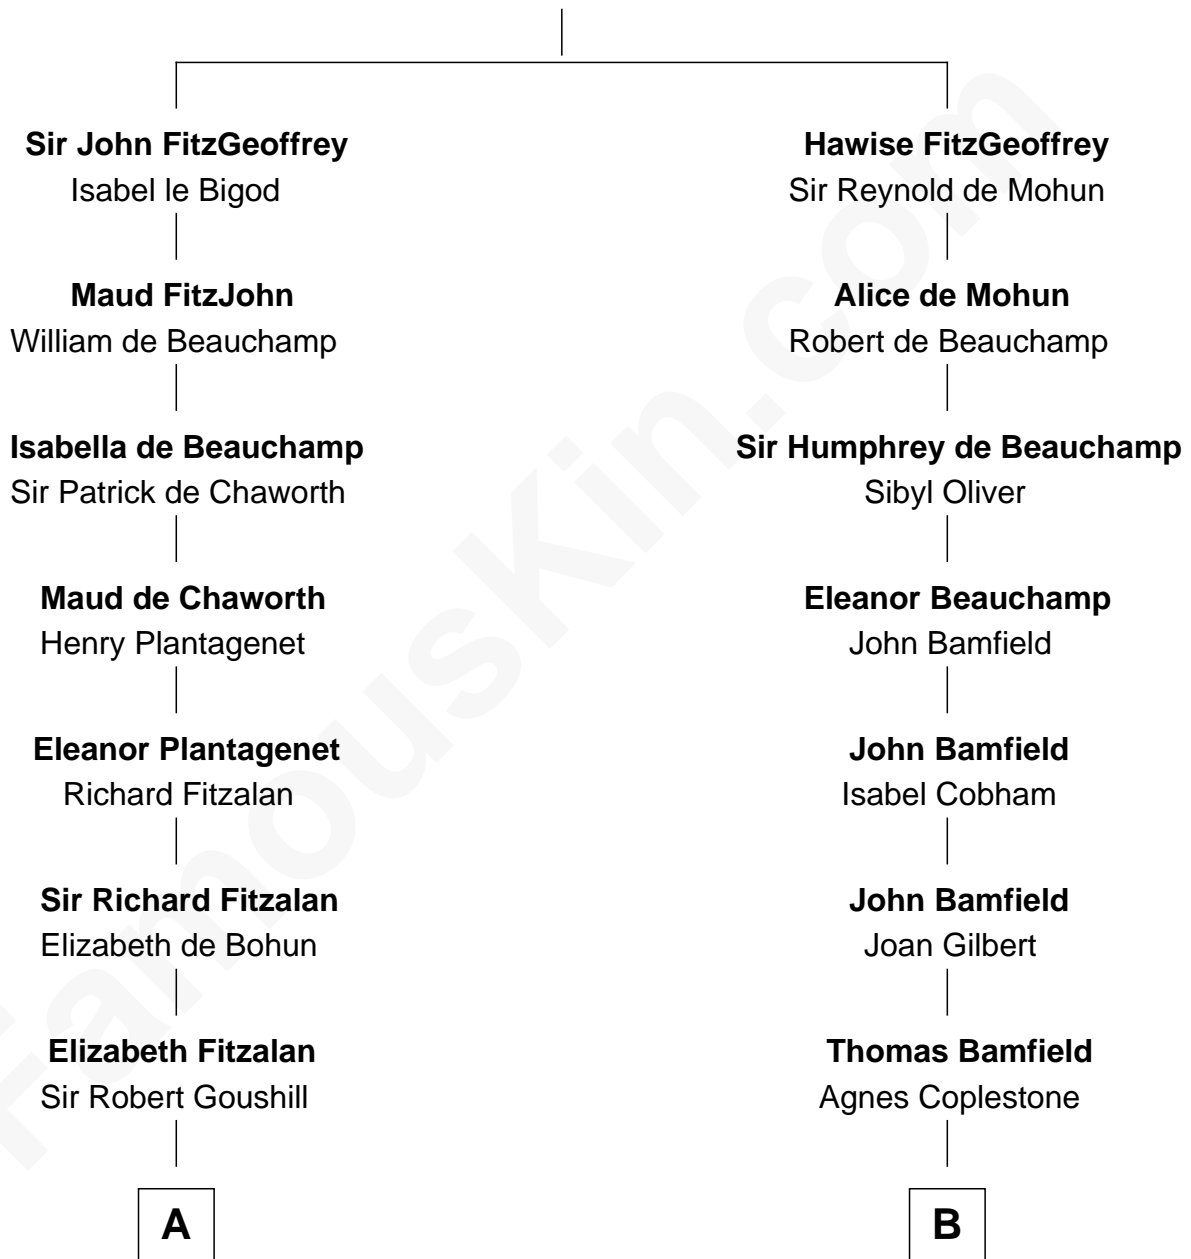 Sir John FitzGeoffrey
Isabel le Bigod
Maud FitzJohn
William de Beauchamp
Isabella de Beauchamp
Sir Patrick de Chaworth
Maud de Chaworth
Henry Plantagenet
Eleanor Plantagenet
Richard Fitzalan
Sir Richard Fitzalan
Elizabeth de Bohun
Elizabeth Fitzalan
Sir Robert Goushill
A
Hawise FitzGeoffrey
Sir Reynold de Mohun
Alice de Mohun
Robert de Beauchamp
Sir Humphrey de Beauchamp
Sibyl Oliver
Eleanor Beauchamp
John Bamfield
John Bamfield
Isabel Cobham
John Bamfield
Joan Gilbert
Thomas Bamfield
Agnes Coplestone
B
FamousKin.com